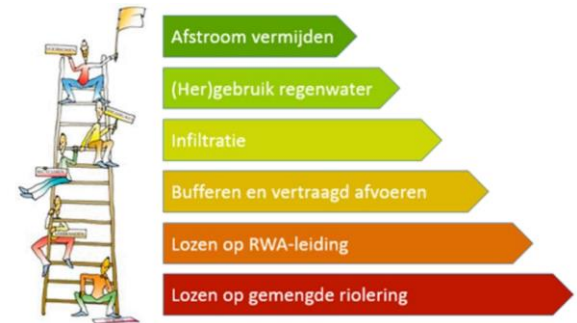 Afstroom vermijden
(Her)gebruik regenwater
Infiltratie
Bufferen en vertraagd afvoeren
Lozen op RWA-leiding
Lozen op gemengde riolering